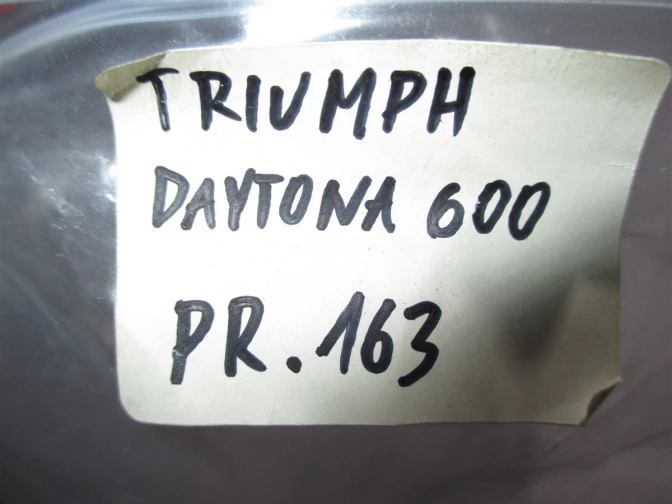 TRIUMPH
DAYTONA 600
PR. 163